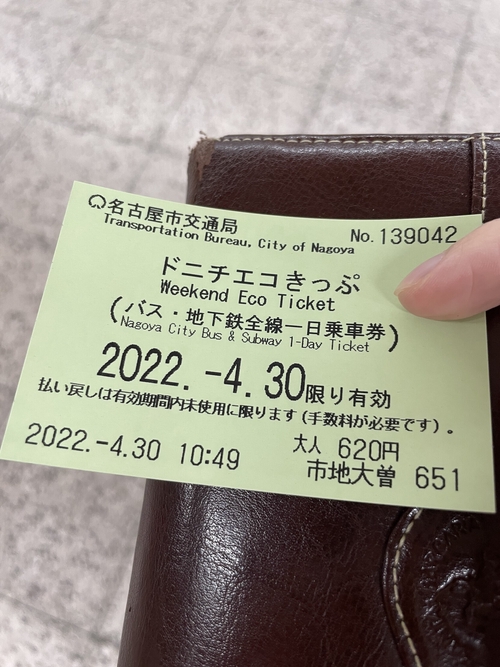 名古屋市交通局
Transportation Bureau, City of Nagoya
No.139042
ドニチエコきっぷ
Weekend Eco Ticket
(バス・地下鉄全線一日乗車券)
Nagoya City Bus & Subway 1-Day Ticket
2022.-4.30限り有効
払い戻しは有効期間内未使用に限ります(手数料が必要です)。
2022.-4.30 10:49
大人 620円
市地大曽 651